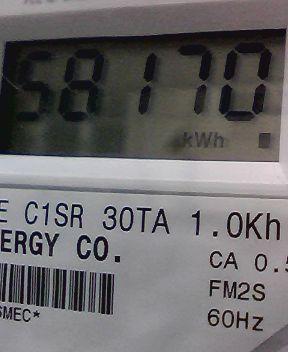 58170
kWh
E C1SR 30TA 1.0Kh
ERGY CO.
CA 0.5
FM2S
SMEC*
60Hz